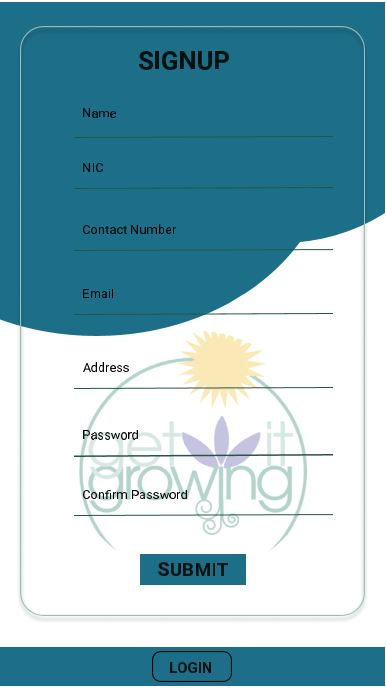 SIGNUP
Name
NIC
Contact Number
Email
Address
get it
Password
growing
Confirm Password
SUBMIT
LOGIN